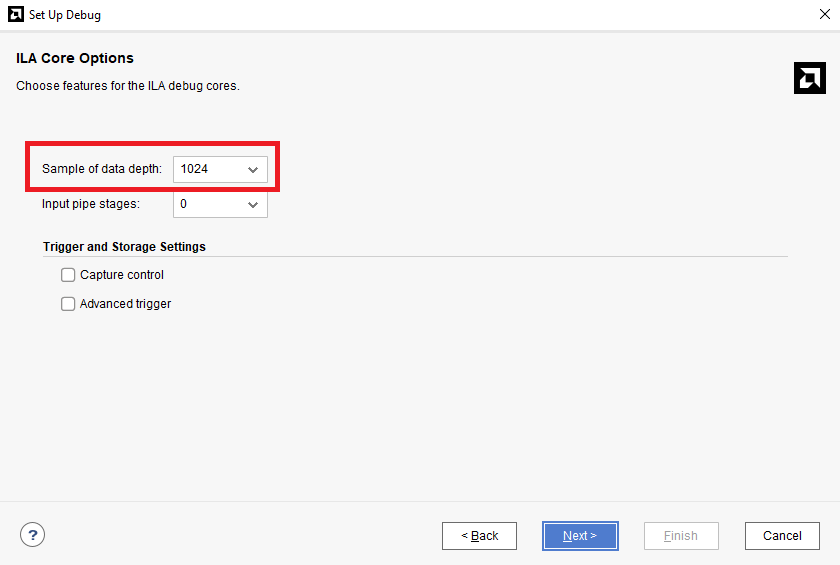 Set Up Debug
ILA Core Options
Choose features for the ILA debug cores.
Sample of data depth: 1024
Input pipe stages: 0
Trigger and Storage Settings
Capture control
Advanced trigger
? < Back Next > Finish Cancel